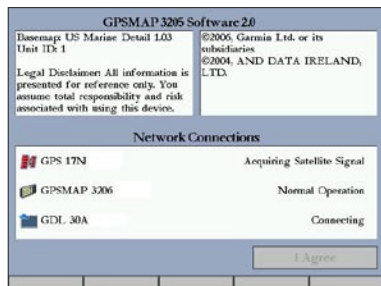 GPSMAP 3205 Software 2.0
Basemap: US Marine Detail 1.03
Unit ID: 1
Legal Disclaimer: All information is
presented for reference only. You
assume total responsibility and risk
associated with using this device.
©2006, Garmin Ltd. or its
subsidiaries
©2004, AND DATA IRELAND,
LTD.
Network Connections
GPS 17N Acquiring Satellite Signal
GPSMAP 3206 Normal Operation
GDL 30A Connecting
I Agree